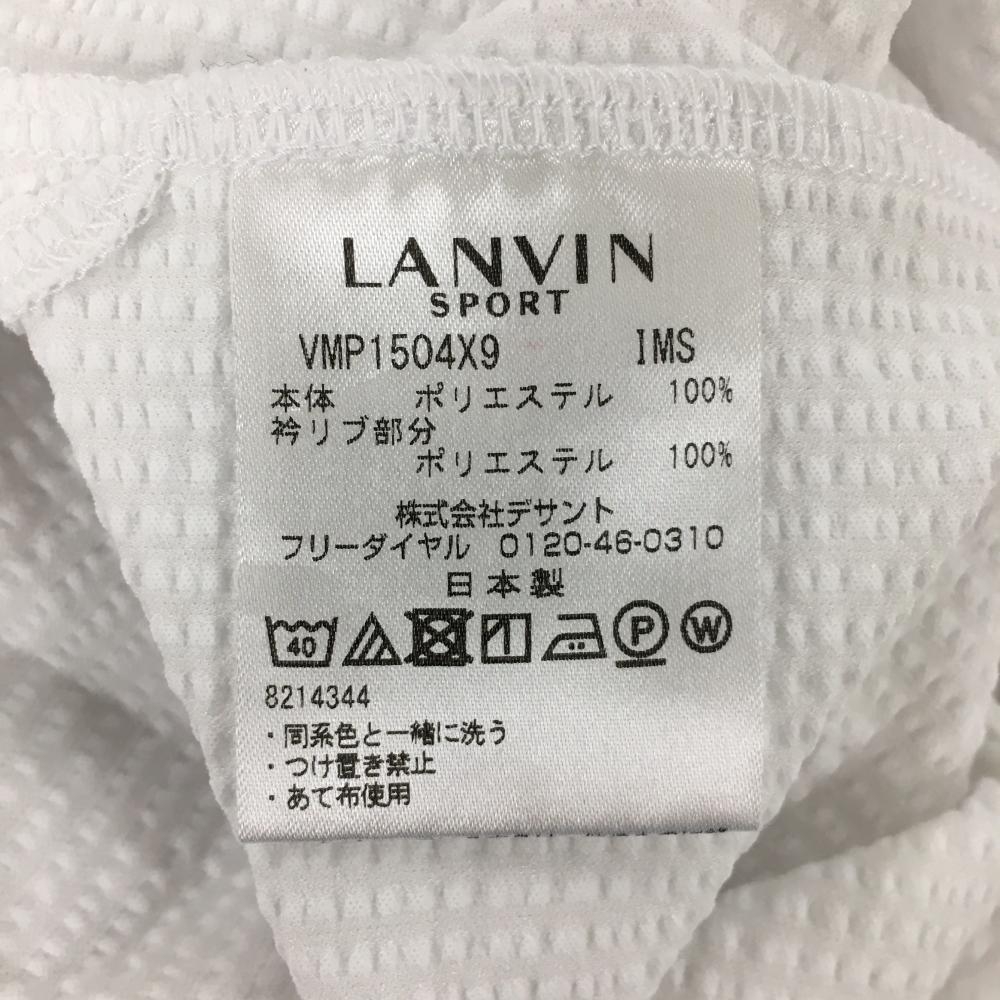 LANVIN
SPORT
VMP1504X9 IMS
本体 ポリエステル 100%
衿リブ部分
ポリエステル 100%
株式会社デサント
フリーダイヤル 0120-46-0310
日本製
40 P W
8214344
・同系色と一緒に洗う
・つけ置き禁止
・あて布使用